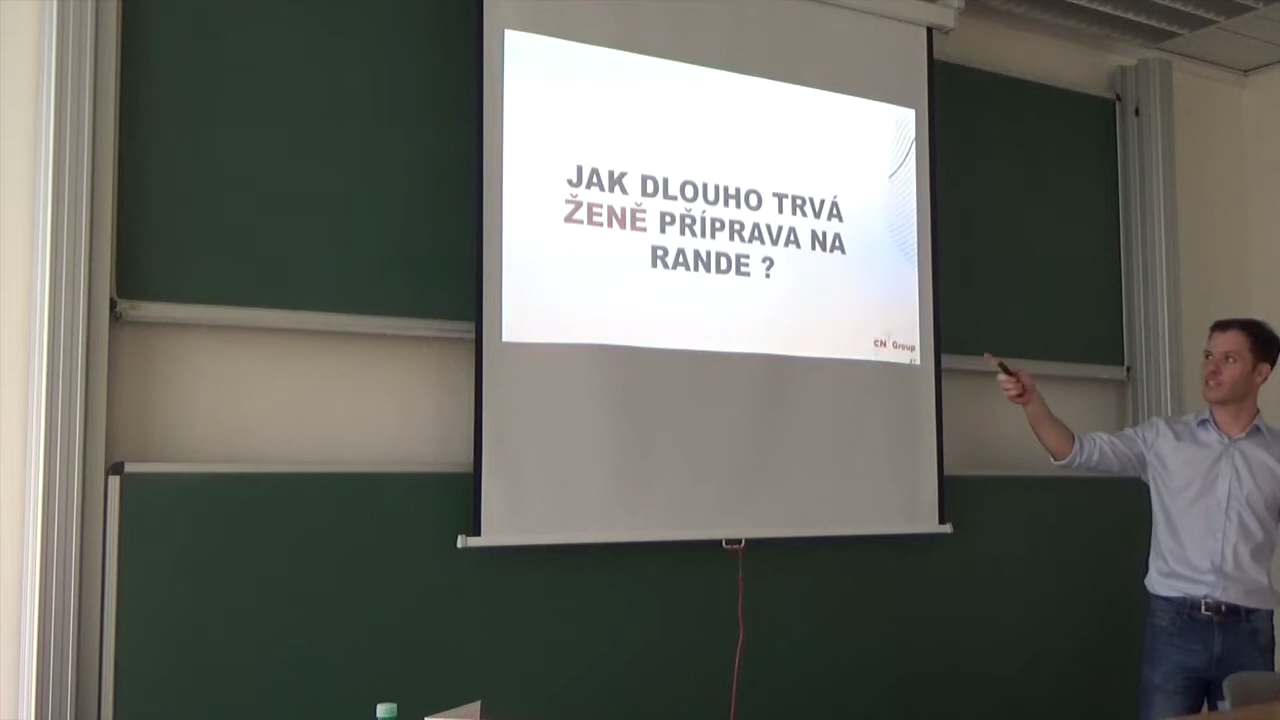 JAK DLOUHO TRVÁ
ŽENĚ PŘÍPRAVA NA
RANDE ?
CN Group